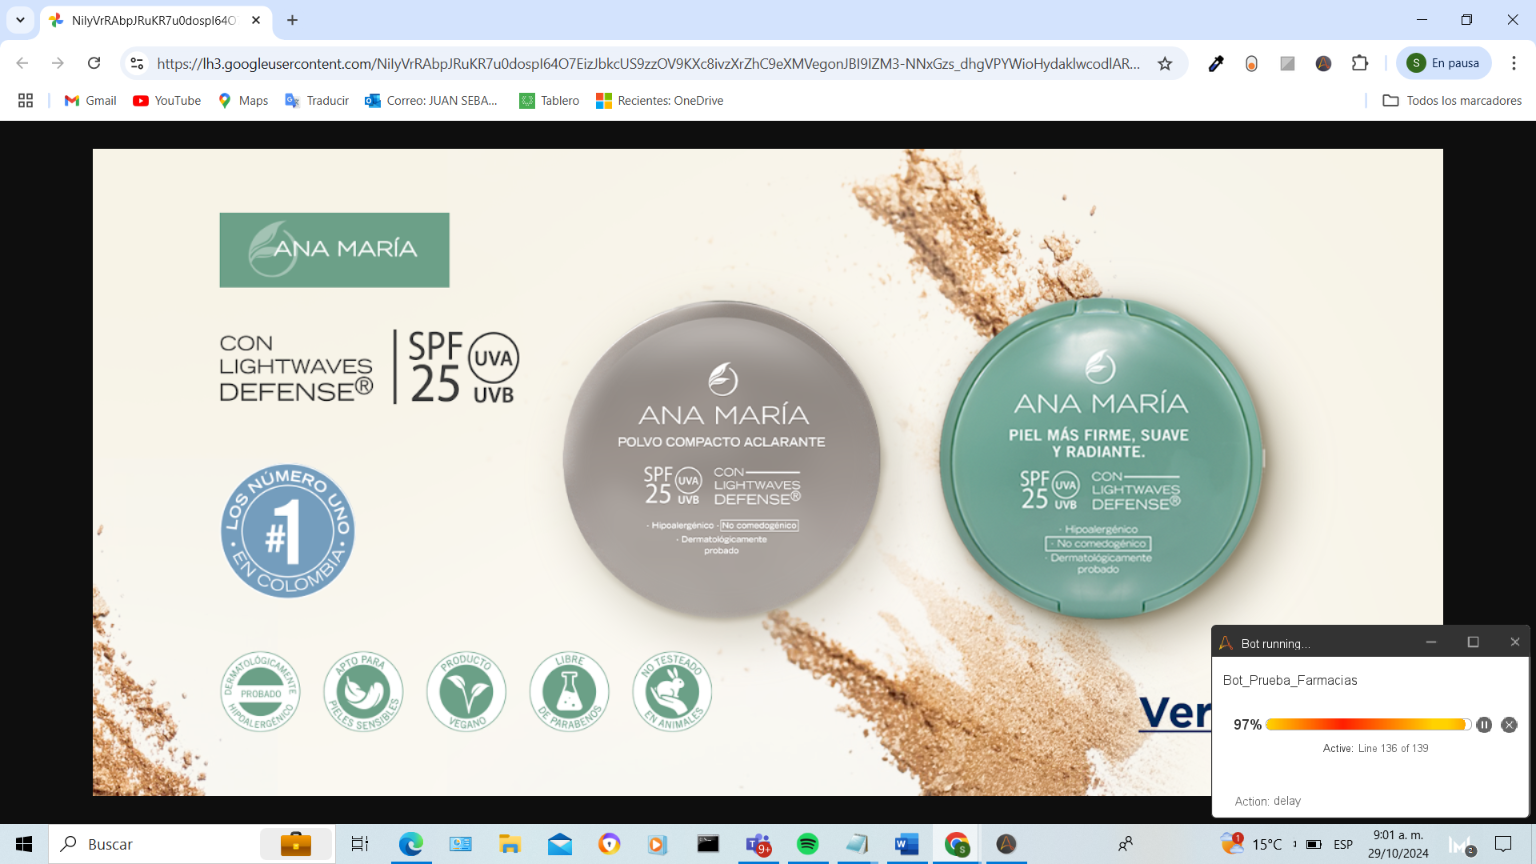 NilyVrRAbpJRuKR7u0dospI64O
https://lh3.googleusercontent.com/NilyVrRAbpJRuKR7u0dospI64O7EizJbkcUS9zzOV9KXc8ivzXrZhC9eXMVegonJBI9IZM3-NNxGzs_dhgVPYWioHydaklwcodlAR...
S En pausa
Gmail
YouTube
Maps
Traducir
Correo: JUAN SEBA...
Tablero
Recientes: OneDrive
Todos los marcadores
ANA MARÍA
CON
LIGHTWAVES
DEFENSE®
SPF
25
UVA
UVB
LOS NÚMERO UNO
#1
• EN COLOMBIA •
DERMATOLÓGICAMENTE
PROBADO
HIPOALERGÉNICO
APTO PARA
PIELES SENSIBLES
PRODUCTO
VEGANO
LIBRE
DE PARABENOS
NO TESTEADO
EN ANIMALES
ANA MARÍA
POLVO COMPACTO ACLARANTE
SPF
25
UVA
UVB
CON
LIGHTWAVES
DEFENSE®
· Hipoalergénico · No comedogénico
· Dermatológicamente
probado
ANA MARÍA
PIEL MÁS FIRME, SUAVE
Y RADIANTE.
SPF
25
UVA
UVB
CON
LIGHTWAVES
DEFENSE®
· Hipoalergénico
· No comedogénico
· Dermatológicamente
probado
Ver
Bot running...
Bot_Prueba_Farmacias
97%
Active: Line 136 of 139
Action: delay
Buscar
9+
1
15°C
ESP
9:01 a. m.
29/10/2024
2